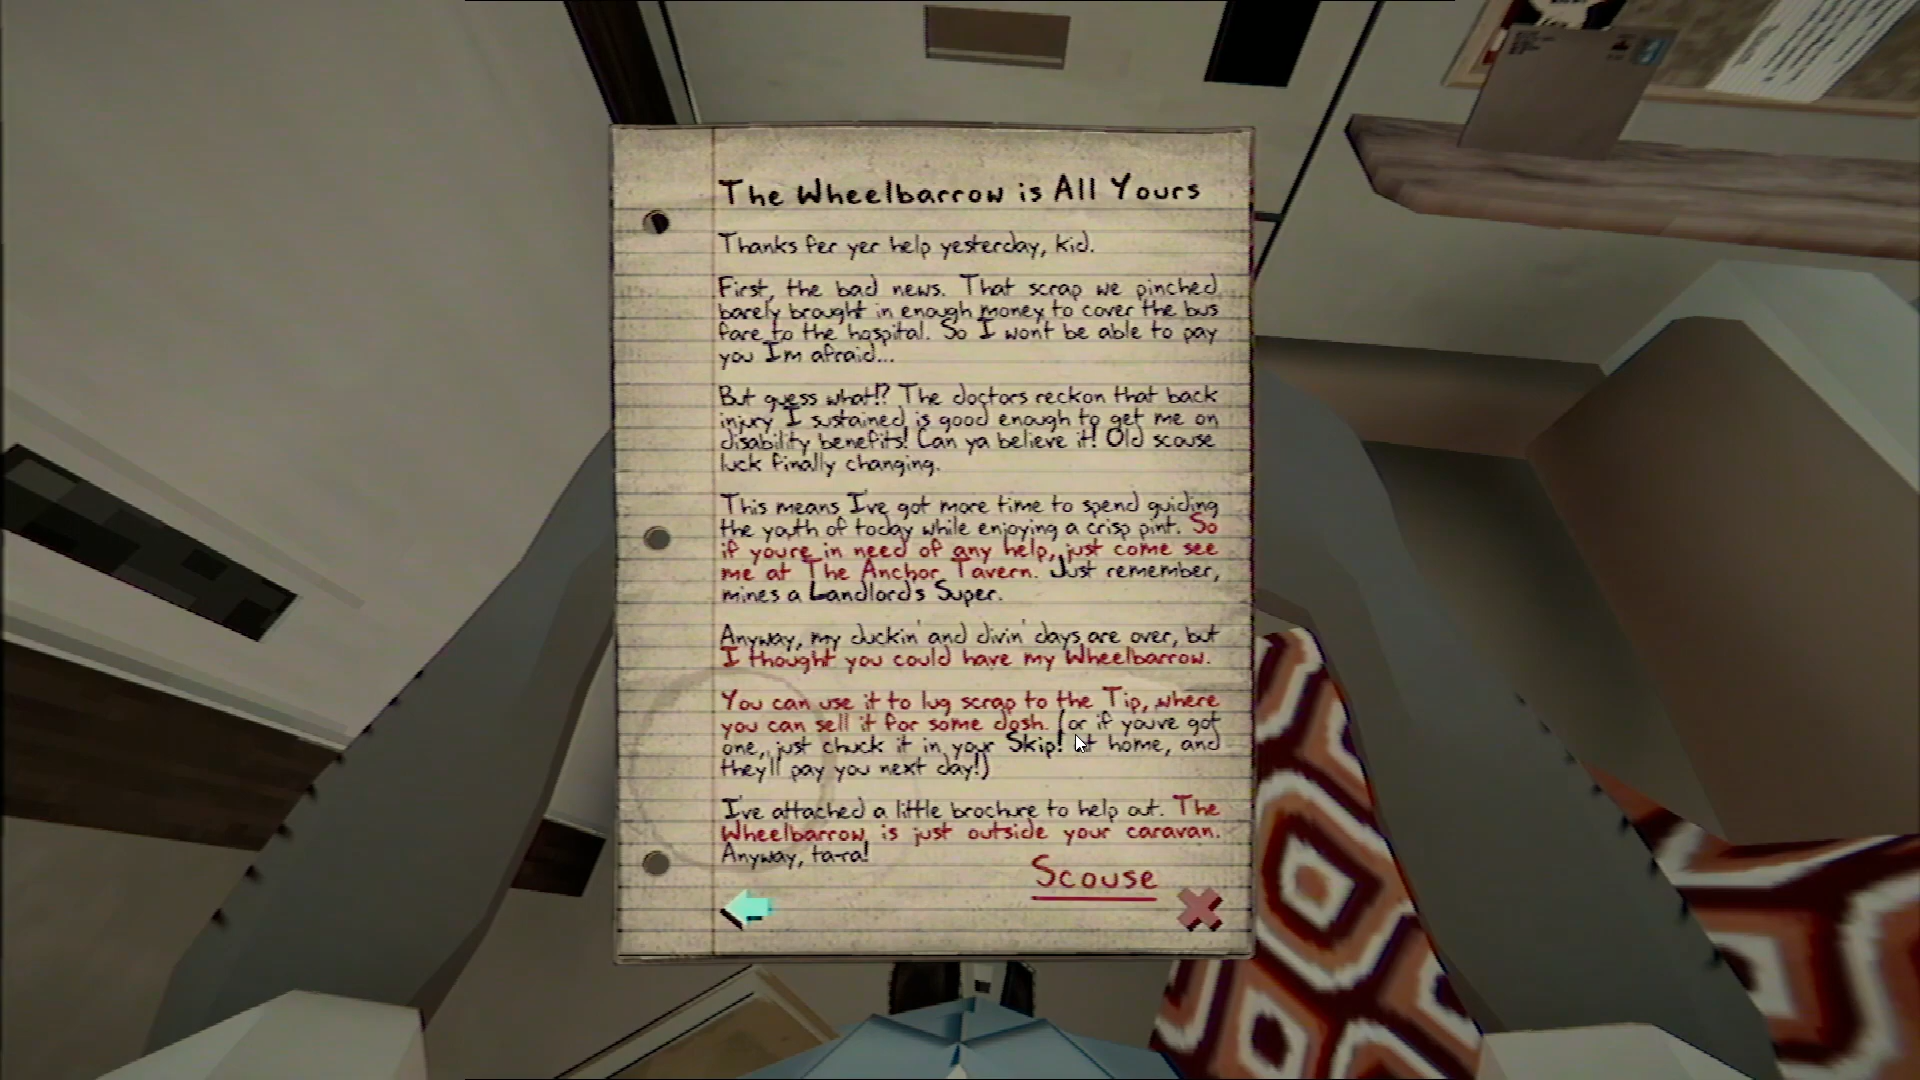 The Wheelbarrow is All Yours
Thanks fer yer help yesterday, kid.
First, the bad news. That scrap we pinched
barely brought in enough money to cover the bus
fare to the hospital. So I wont be able to pay
you Im afraid...
But guess what!? The doctors reckon that back
injury I sustained is good enough to get me on
disability benefits! Can ya believe it! Old scouse
luck finally changing.
This means I've got more time to spend guiding
the youth of today while enjoying a crisp pint. So
if youre in need of any help, just come see
me at The Anchor Tavern. Just remember,
mines a Landlord's Super.
Anyway, my duckin' and divin' days are over, but
I thought you could have my Wheelbarrow.
You can use it to lug scrap to the Tip, where
you can sell it for some dosh. (or if youve got
one, just chuck it in your Skip! home, and
they'll pay you next day!)
I've attached a little brochure to help out. The
Wheelbarrow is just outside your caravan.
Anyway, ta-ra!
Scouse